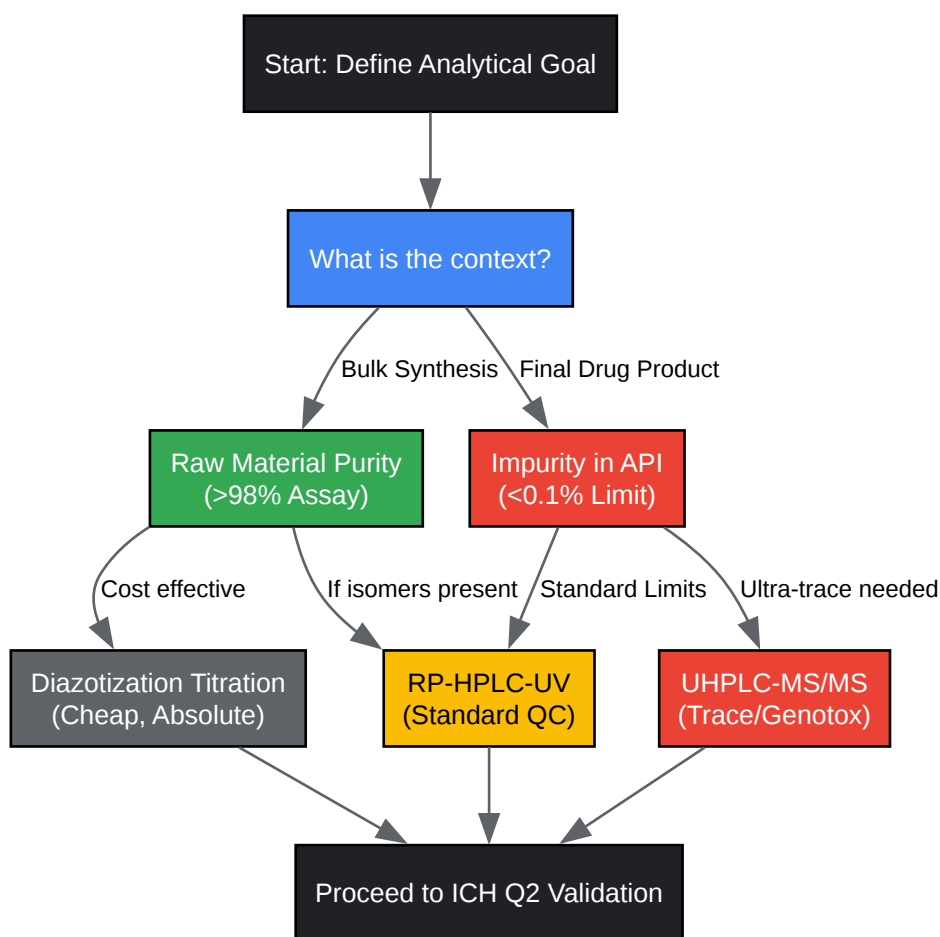 Start: Define Analytical Goal
What is the context?
Bulk Synthesis
Final Drug Product
Raw Material Purity
(>98% Assay)
Impurity in API
(<0.1% Limit)
Cost effective
If isomers present
Standard Limits
Ultra-trace needed
Diazotization Titration
(Cheap, Absolute)
RP-HPLC-UV
(Standard QC)
UHPLC-MS/MS
(Trace/Genotox)
Proceed to ICH Q2 Validation